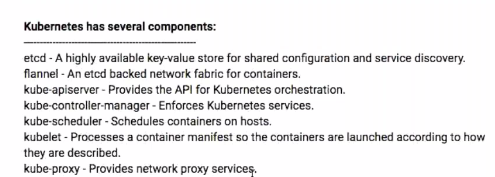 Kubernetes has several components:
----------------------------------------------------
etcd - A highly available key-value store for shared configuration and service discovery.
flannel - An etcd backed network fabric for containers.
kube-apiserver - Provides the API for Kubernetes orchestration.
kube-controller-manager - Enforces Kubernetes services.
kube-scheduler - Schedules containers on hosts.
kubelet - Processes a container manifest so the containers are launched according to how
they are described.
kube-proxy - Provides network proxy services.